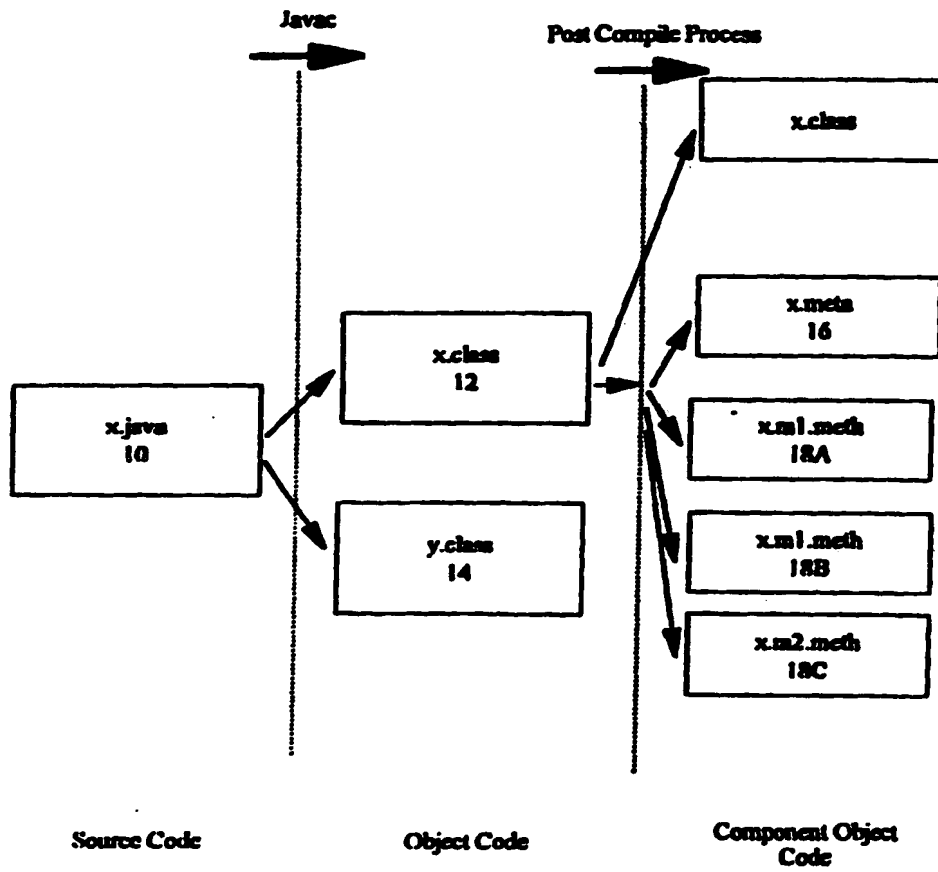 Javac
Post Compile Process
x.class
x.meta
16
x.class
12
x.java
10
x.m1.meth
18A
x.m1.meth
18B
y.class
14
x.m2.meth
18C
Source Code
Object Code
Component Object
Code